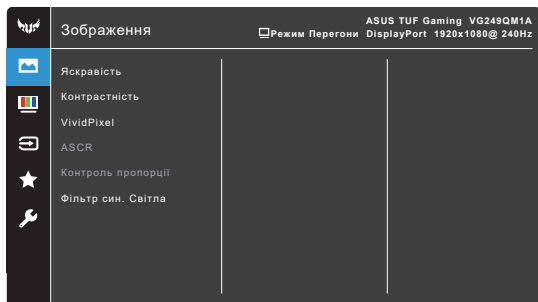 Зображення
ASUS TUF Gaming VG249QM1A
Режим Перегони DisplayPort 1920x1080@ 240Hz
Яскравість
Контрастність
VividPixel
ASCR
Контроль пропорції
Фільтр син. Світла